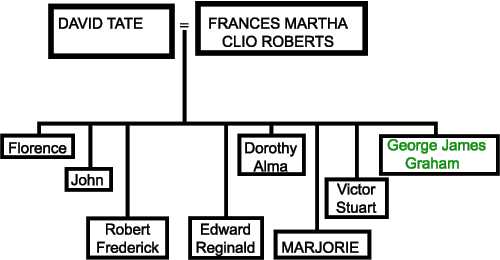 DAVID TATE
=
FRANCES MARTHA
CLIO ROBERTS
Florence
John
Robert
Frederick
Edward
Reginald
Dorothy
Alma
MARJORIE
Victor
Stuart
George James
Graham